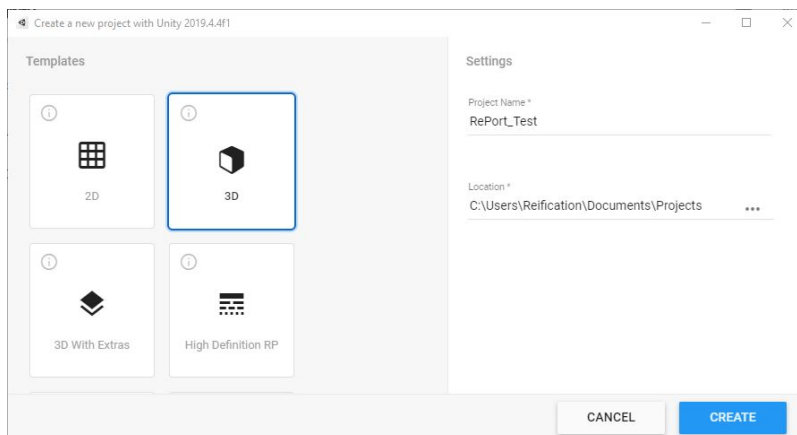 Create a new project with Unity 2019.4.4f1
Templates
2D
3D
3D With Extras
High Definition RP
Settings
Project Name *
RePort_Test
Location *
C:\Users\Reification\Documents\Projects
CANCEL
CREATE